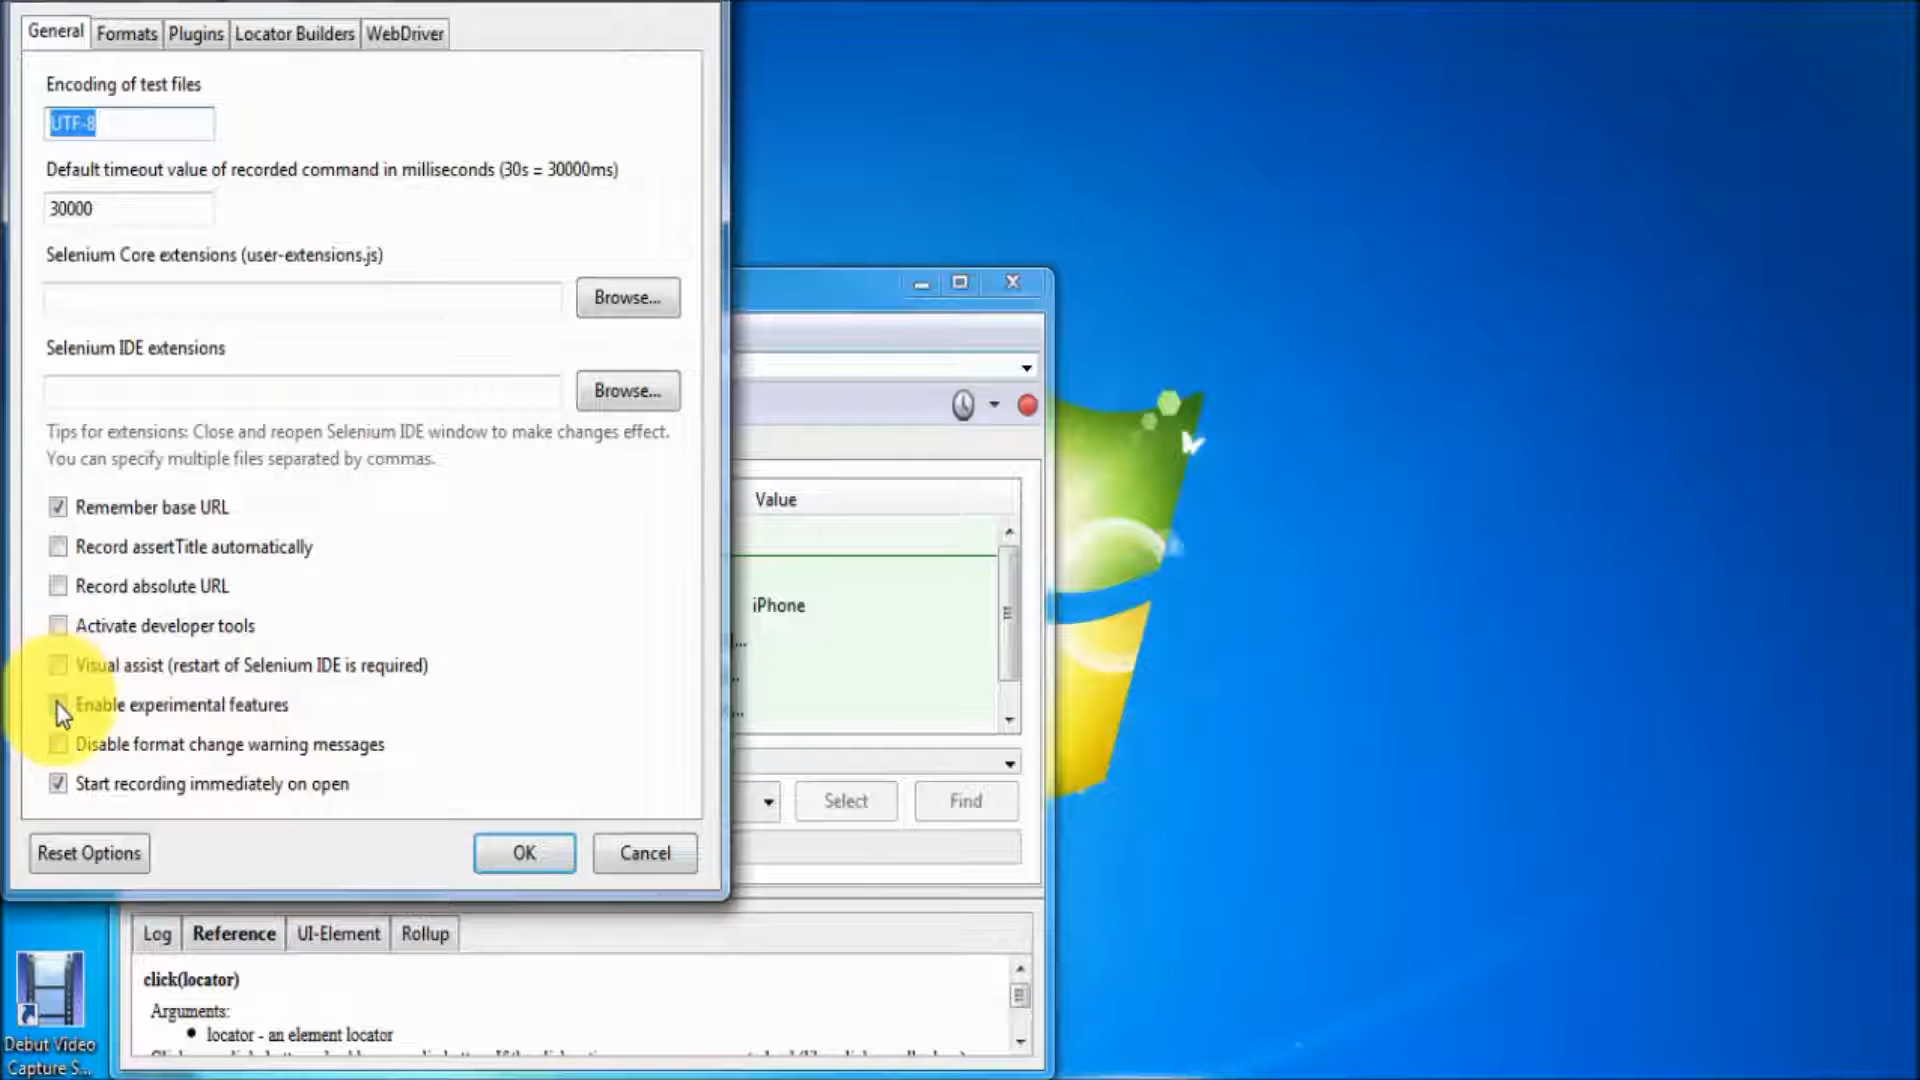 General Formats Plugins Locator Builders WebDriver
Encoding of test files
UTF-8
Default timeout value of recorded command in milliseconds (30s = 30000ms)
30000
Selenium Core extensions (user-extensions.js)
Browse...
Selenium IDE extensions
Browse...
Tips for extensions: Close and reopen Selenium IDE window to make changes effect.
You can specify multiple files separated by commas.
Remember base URL
Record assertTitle automatically
Record absolute URL
Activate developer tools
Visual assist (restart of Selenium IDE is required)
Enable experimental features
Disable format change warning messages
Start recording immediately on open
Reset Options OK Cancel
Value
iPhone
Select Find
Log Reference UI-Element Rollup
click(locator)
Arguments:
locator - an element locator
Debut Video
Capture S...